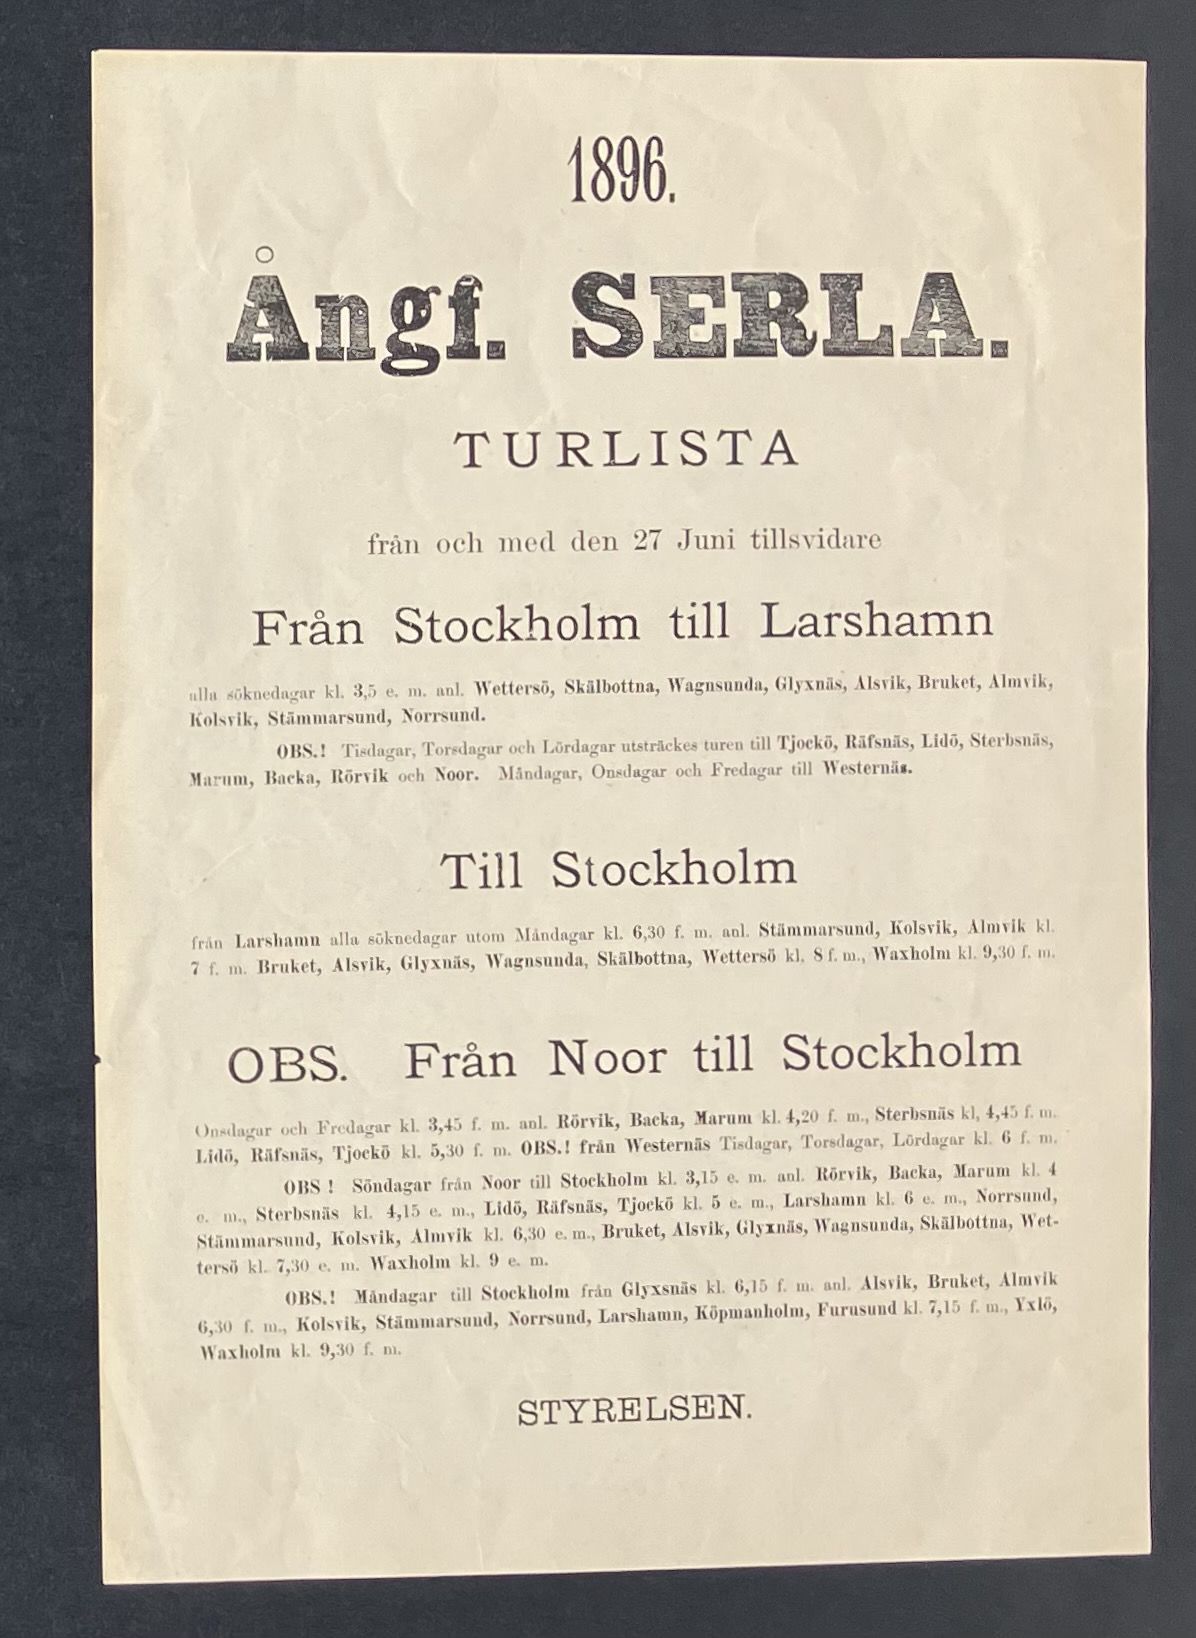 1896.
Ångf. SERLA.
TURLISTA
från och med den 27 Juni tillsvidare
Från Stockholm till Larshamn
alla söknedagar kl. 3,5 e. m. anl. Wettersö, Skälbottna, Wagnsunda, Glyxnäs, Alsvik, Bruket, Almvik,
Kolsvik, Stämmarsund, Norrsund.
OBS.! Tisdagar, Torsdagar och Lördagar utsträckes turen till Tjockö, Räfsnäs, Lidö, Sterbsnäs,
Marum, Backa, Rörvik och Noor. Måndagar, Onsdagar och Fredagar till Westernäs.
Till Stockholm
från Larshamn alla söknedagar utom Måndagar kl. 6,30 f. m. anl. Stämmarsund, Kolsvik, Almvik kl.
7 f. m. Bruket, Alsvik, Glyxnäs, Wagnsunda, Skälbottna, Wettersö kl. 8 f. m., Waxholm kl. 9,30 f. m.
OBS. Från Noor till Stockholm
Onsdagar och Fredagar kl. 3,45 f. m. anl. Rörvik, Backa, Marum kl. 4,20 f. m., Sterbsnäs kl, 4,45 f. m.
Lidö, Räfsnäs, Tjockö kl. 5,30 f. m. OBS.! från Westernäs Tisdagar, Torsdagar, Lördagar kl. 6 f. m.
OBS ! Söndagar från Noor till Stockholm kl. 3,15 e. m. anl. Rörvik, Backa, Marum kl. 4
e. m., Sterbsnäs kl. 4,15 e. m., Lidö, Räfsnäs, Tjockö kl. 5 e. m., Larshamn kl. 6 e. m., Norrsund,
Stämmarsund, Kolsvik, Almvik kl. 6,30 e. m., Bruket, Alsvik, Glyxnäs, Wagnsunda, Skälbottna, Wet-
tersö kl. 7,30 e. m. Waxholm kl. 9 e. m.
OBS.! Måndagar till Stockholm från Glyxsnäs kl. 6,15 f. m. anl. Alsvik, Bruket, Almvik
6,30 f. m., Kolsvik, Stämmarsund, Norrsund, Larshamn, Köpmanholm, Furusund kl. 7,15 f. m., Yxlö,
Waxholm kl. 9,30 f. m.
STYRELSEN.